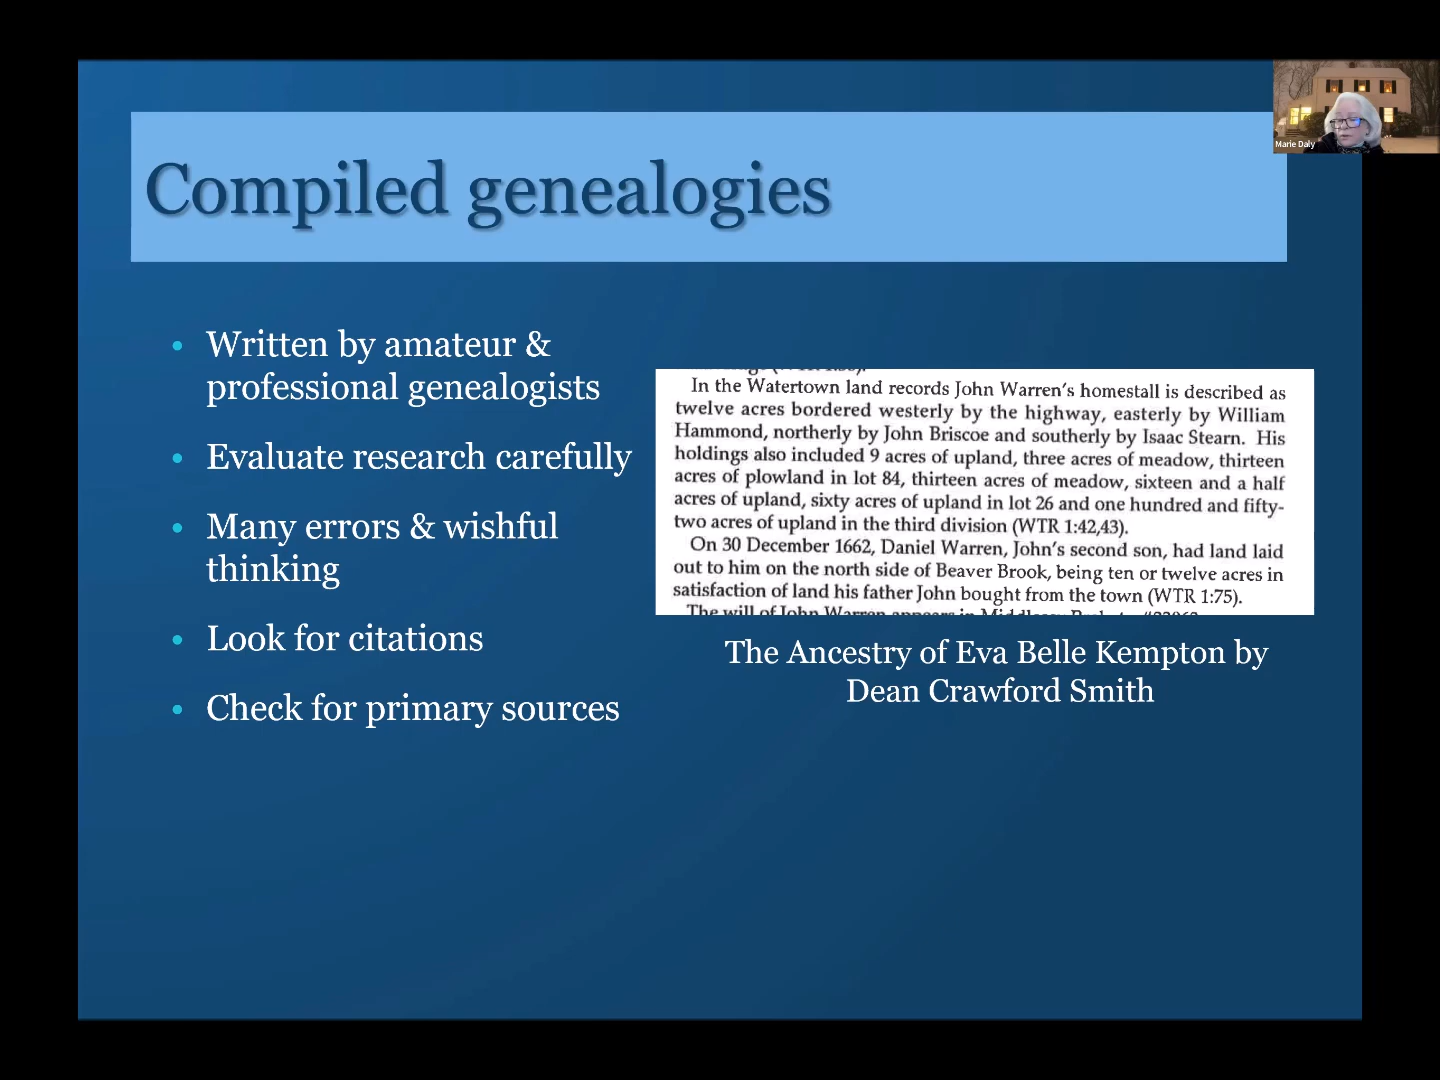 Compiled genealogies
• Written by amateur &
professional genealogists
• Evaluate research carefully
• Many errors & wishful
thinking
• Look for citations
• Check for primary sources
In the Watertown land records John Warren's homestall is described as
twelve acres bordered westerly by the highway, easterly by William
Hammond, northerly by John Briscoe and southerly by Isaac Stearn. His
holdings also included 9 acres of upland, three acres of meadow, thirteen
acres of plowland in lot 84, thirteen acres of meadow, sixteen and a half
acres of upland, sixty acres of upland in lot 26 and one hundred and fifty-
two acres of upland in the third division (WTR 1:42,43).
On 30 December 1662, Daniel Warren, John's second son, had land laid
out to him on the north side of Beaver Brook, being ten or twelve acres in
satisfaction of land his father John bought from the town (WTR 1:75).
The will of John Warren appears in
The Ancestry of Eva Belle Kempton by
Dean Crawford Smith
Marie Daly